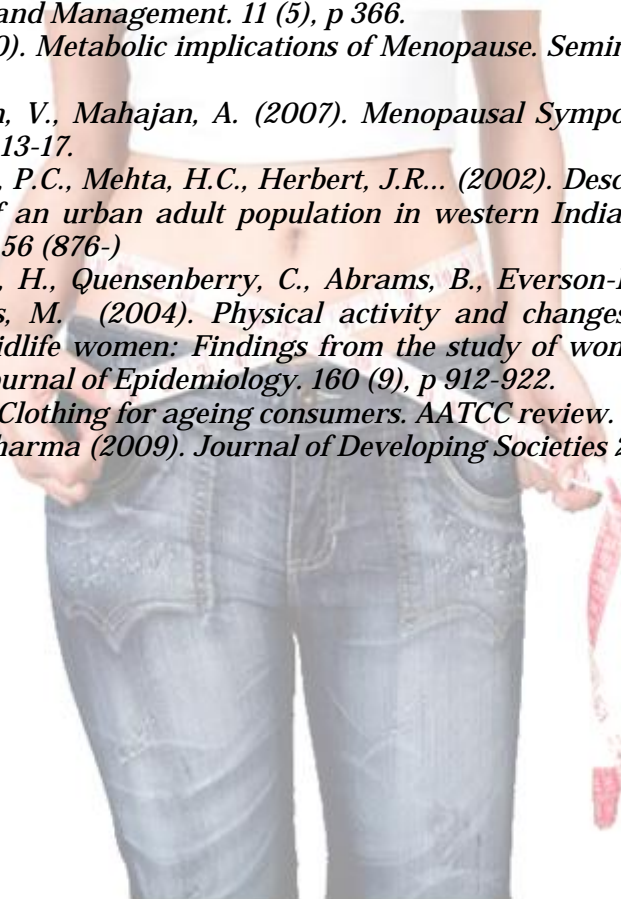 and Management. 11 (5), p 366.
0). Metabolic implications of Menopause. Semin
n, V., Mahajan, A. (2007). Menopausal Sympo
13-17.
, P.C., Mehta, H.C., Herbert, J.R... (2002). Desc
f an urban adult population in western India
56 (876-)
, H., Quensenberry, C., Abrams, B., Everson-
s, M. (2004). Physical activity and changes
idlife women: Findings from the study of wom
ournal of Epidemiology. 160 (9), p 912-922.
Clothing for ageing consumers. AATCC review.
harma (2009). Journal of Developing Societies 2